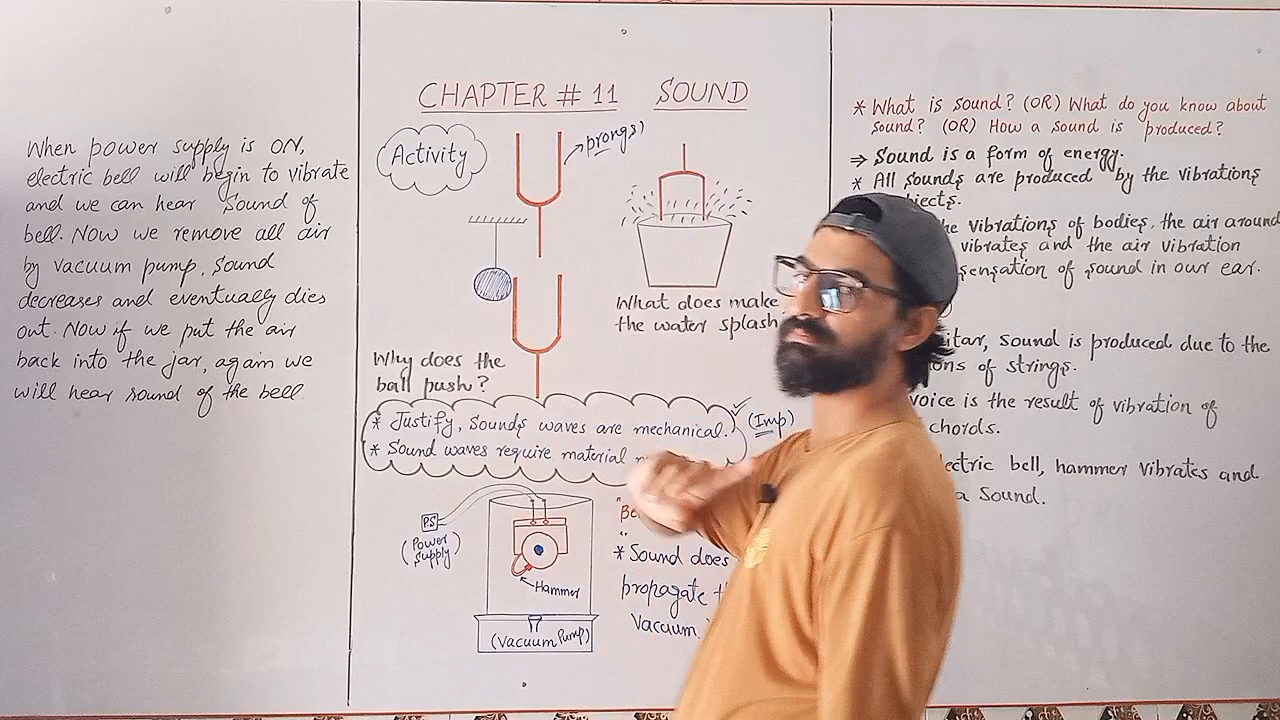 When power supply is ON,
electric bell will begin to vibrate
and we can hear sound of
bell. Now we remove all air
by vacuum pump, sound
decreases and eventually dies
out. Now if we put the air
back into the jar, again we
will hear sound of the bell.
CHAPTER # 11 SOUND
Activity
prongs
What does make
the water splash
Why does the
ball push?
* Justify, Sounds waves are mechanical.
(Imp)
* Sound waves require material
P.S
(Power
supply)
Hammer
(Vacuum Pump)
* Sound does
propagate
Vacuum.
* What is sound? (OR) What do you know about
sound? (OR) How a sound is produced?
⇒ Sound is a form of energy.
* All sounds are produced by the vibrations
vibrations of bodies, the air around
vibrates and the air vibration
sensation of sound in our ear.
sound is produced due to the
of strings.
voice is the result of vibration of
chords.
bell, hammer vibrates and
a sound.